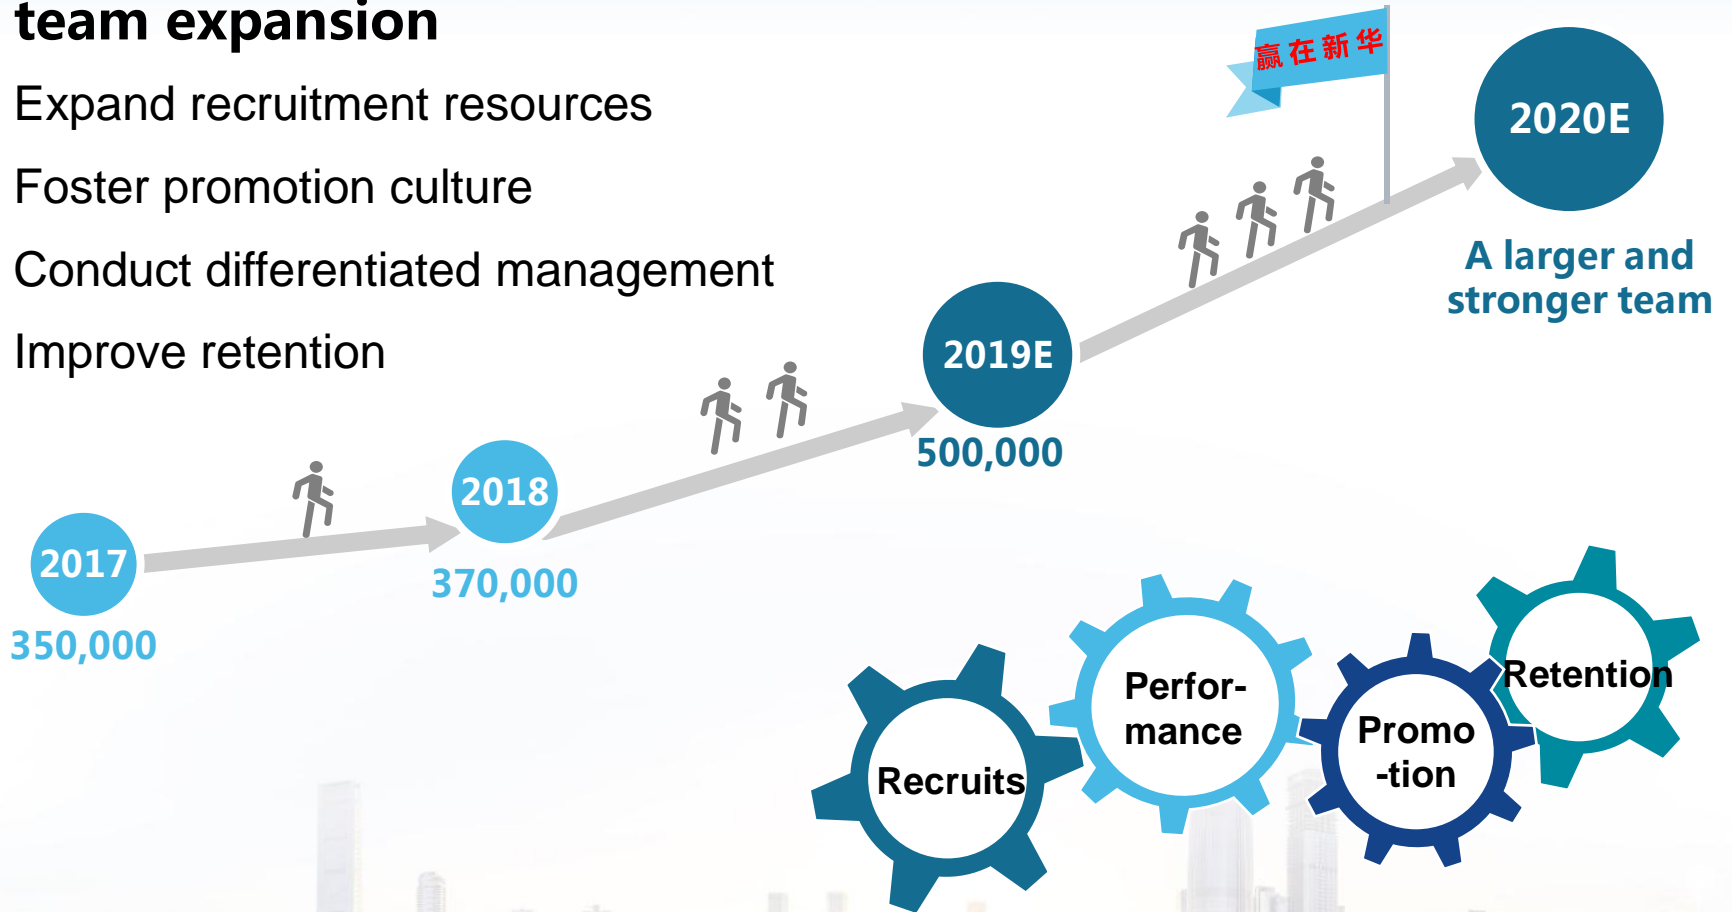 team expansion
Expand recruitment resources
Foster promotion culture
Conduct differentiated management
Improve retention
赢在新华
2020E
A larger and
stronger team
2019E
500,000
2018
370,000
2017
350,000
Recruits
Perfor-
mance
Promo
-tion
Retention